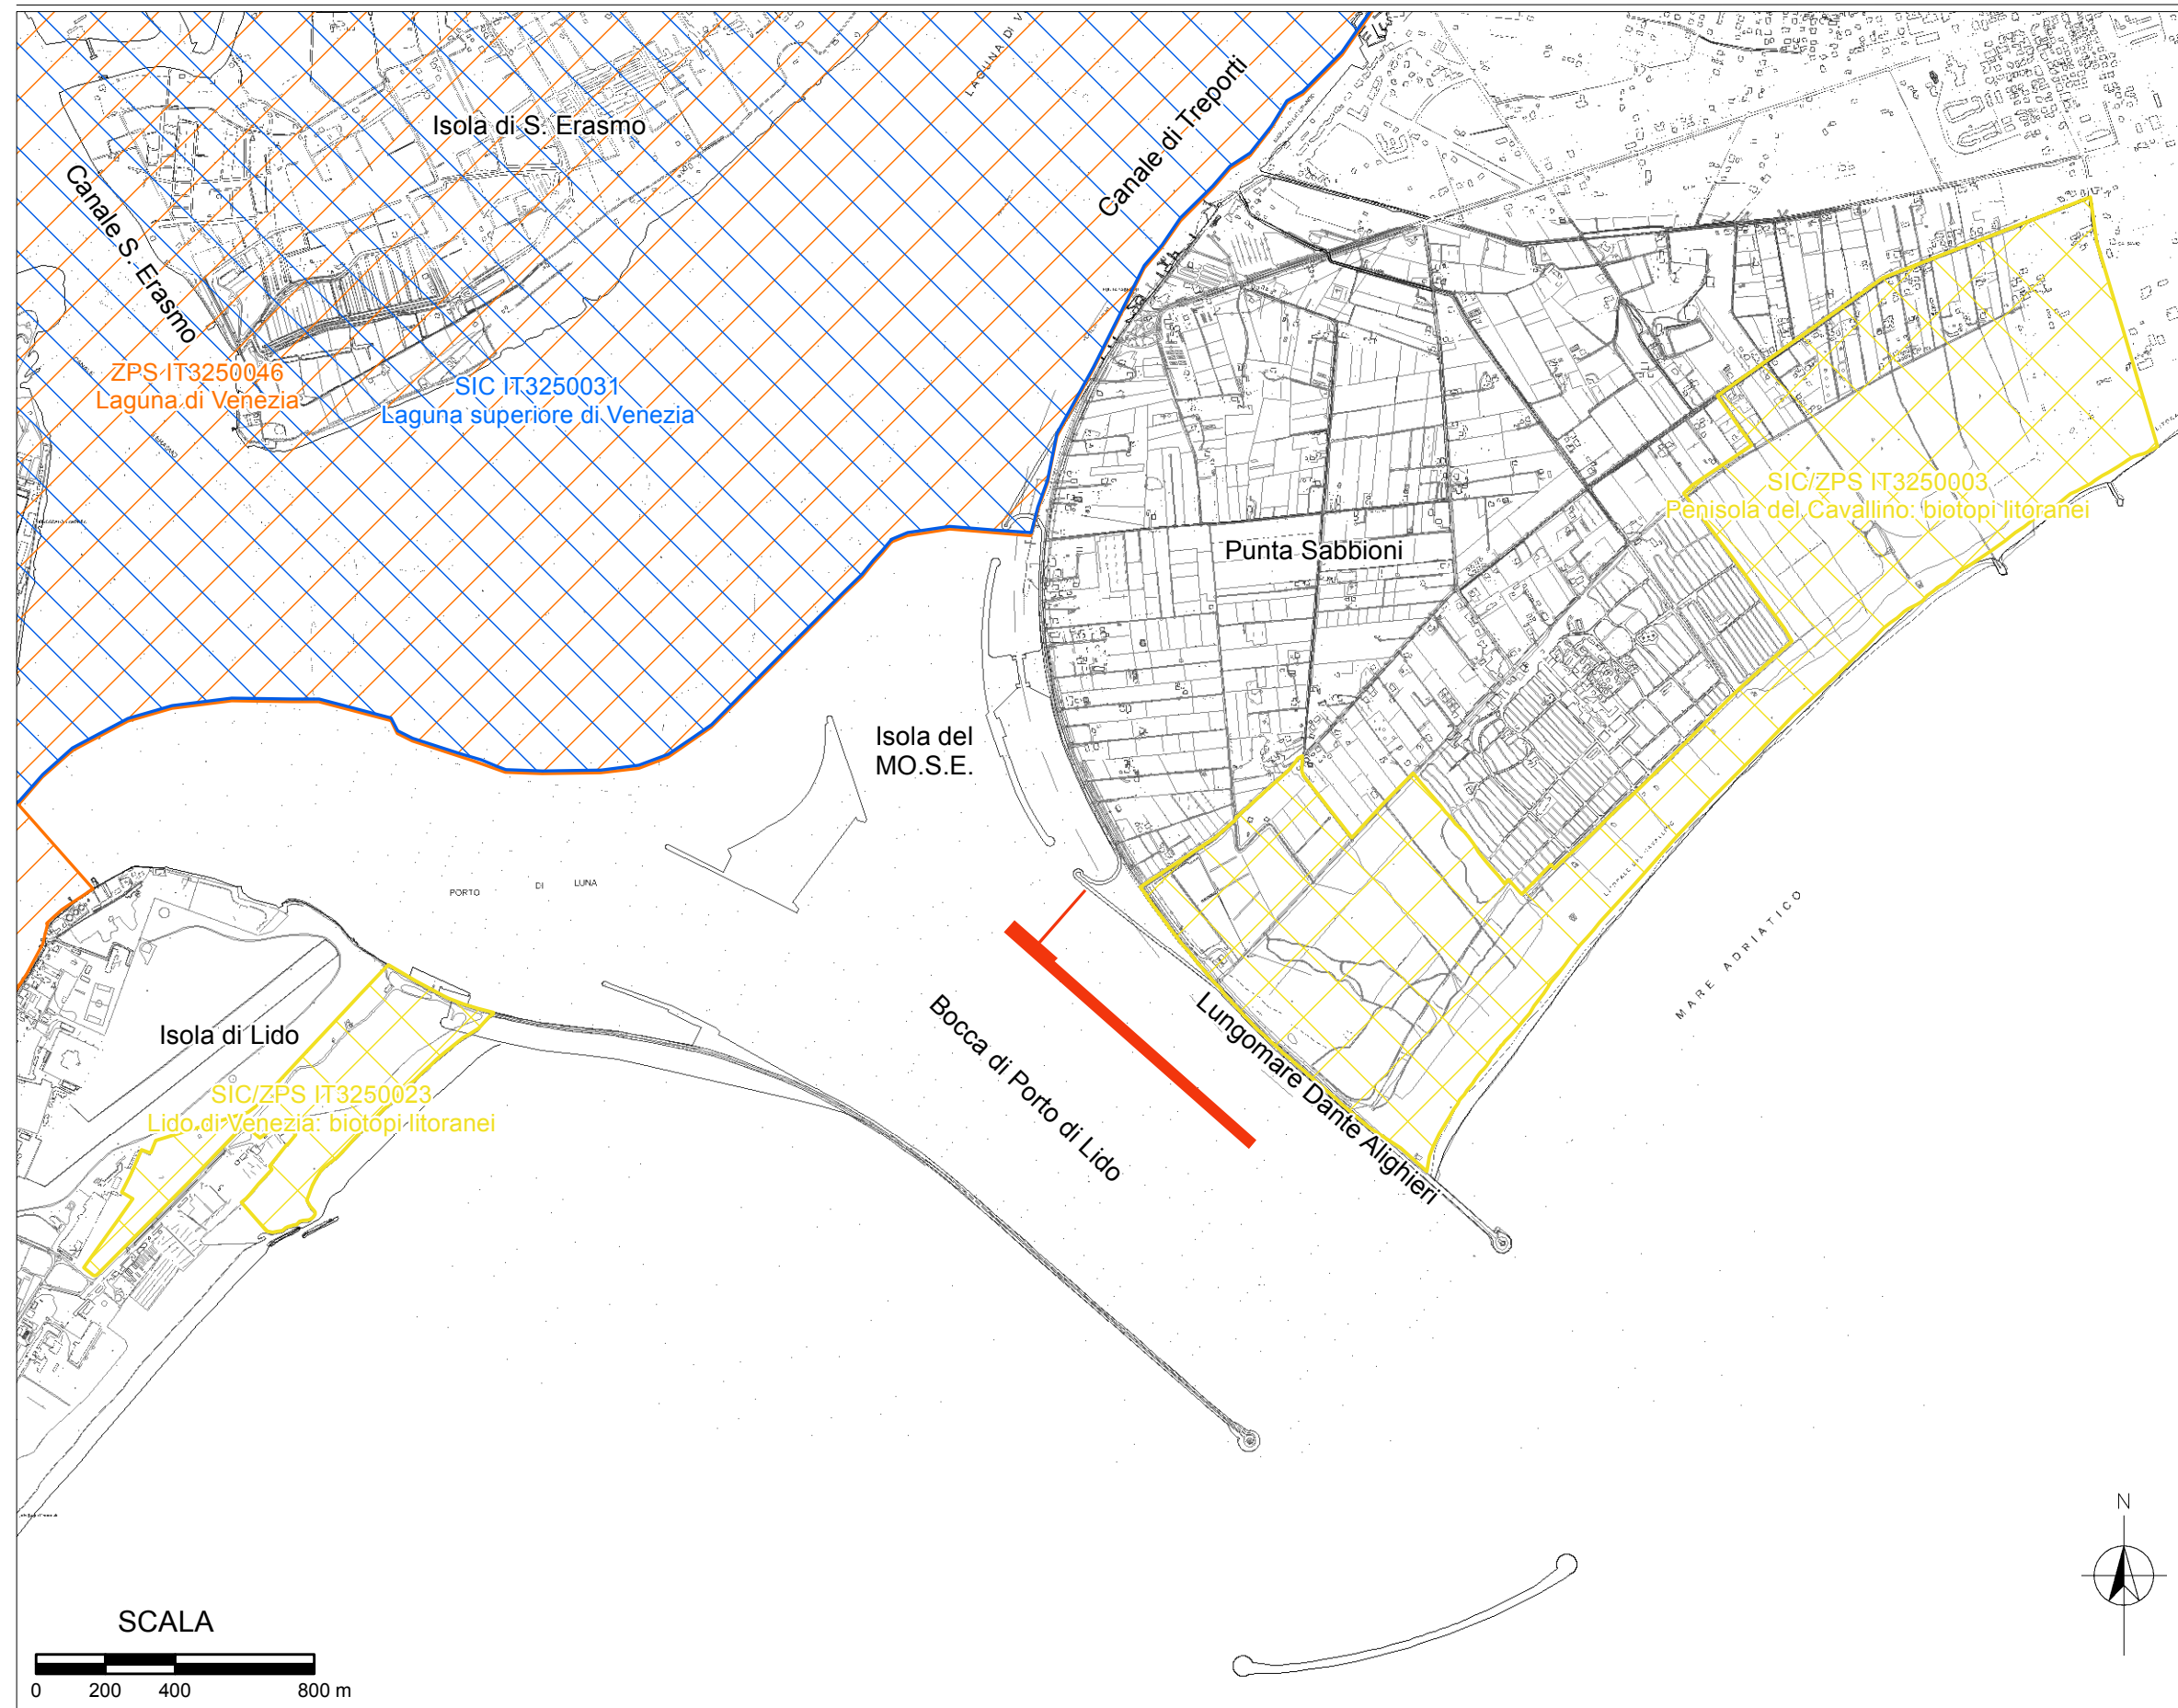 LAGUNA DI V
Isola di S. Erasmo
Canale di Treporti
Canale S. Erasmo
ZPS IT3250046
Laguna di Venezia
SIC IT3250031
Laguna superiore di Venezia
SIC/ZPS IT3250003
Penisola del Cavallino: biotopi litoranei
Punta Sabbioni
Isola del
MO.S.E.
PORTO DI LUNA
MARE ADRIATICO
Isola di Lido
Bocca di Porto di Lido
Lungomare Dante Alighieri
SIC/ZPS IT3250023
Lido di Venezia: biotopi litoranei
N
SCALA
0 200 400 800 m